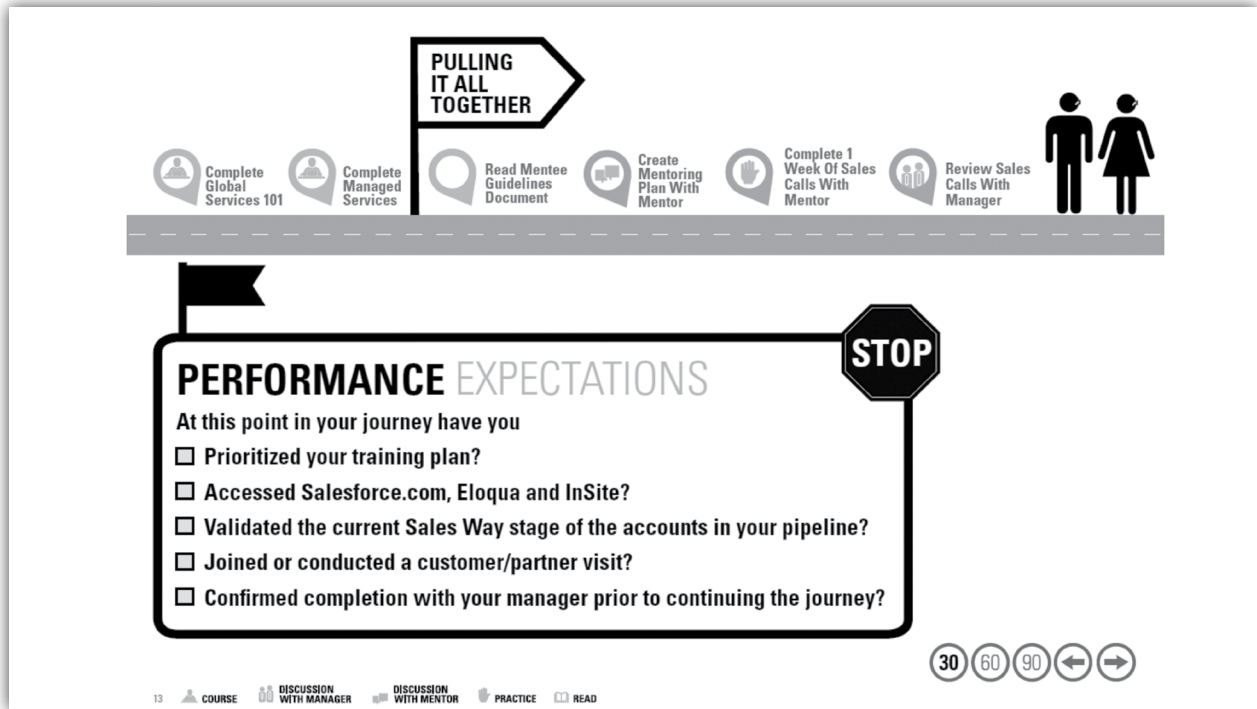 PULLING
IT ALL
TOGETHER
Complete
Global
Services 101
Complete
Managed
Services
Read Mentee
Guidelines
Document
Create
Mentoring
Plan With
Mentor
Complete 1
Week Of Sales
Calls With
Mentor
Review Sales
Calls With
Manager
STOP
PERFORMANCE EXPECTATIONS
At this point in your journey have you
Prioritized your training plan?
Accessed Salesforce.com, Eloqua and InSite?
Validated the current Sales Way stage of the accounts in your pipeline?
Joined or conducted a customer/partner visit?
Confirmed completion with your manager prior to continuing the journey?
30 60 90
13 COURSE DISCUSSION WITH MANAGER DISCUSSION WITH MENTOR PRACTICE READ